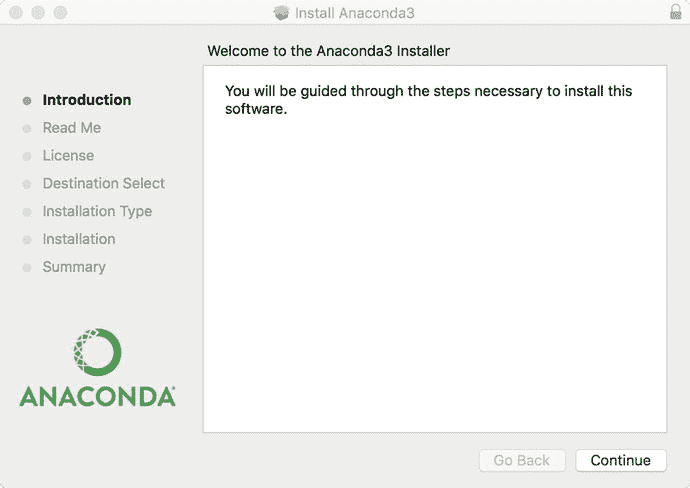 Install Anaconda3
Welcome to the Anaconda3 Installer
Introduction
Read Me
License
Destination Select
Installation Type
Installation
Summary
You will be guided through the steps necessary to install this
software.
ANACONDA®
Go Back
Continue